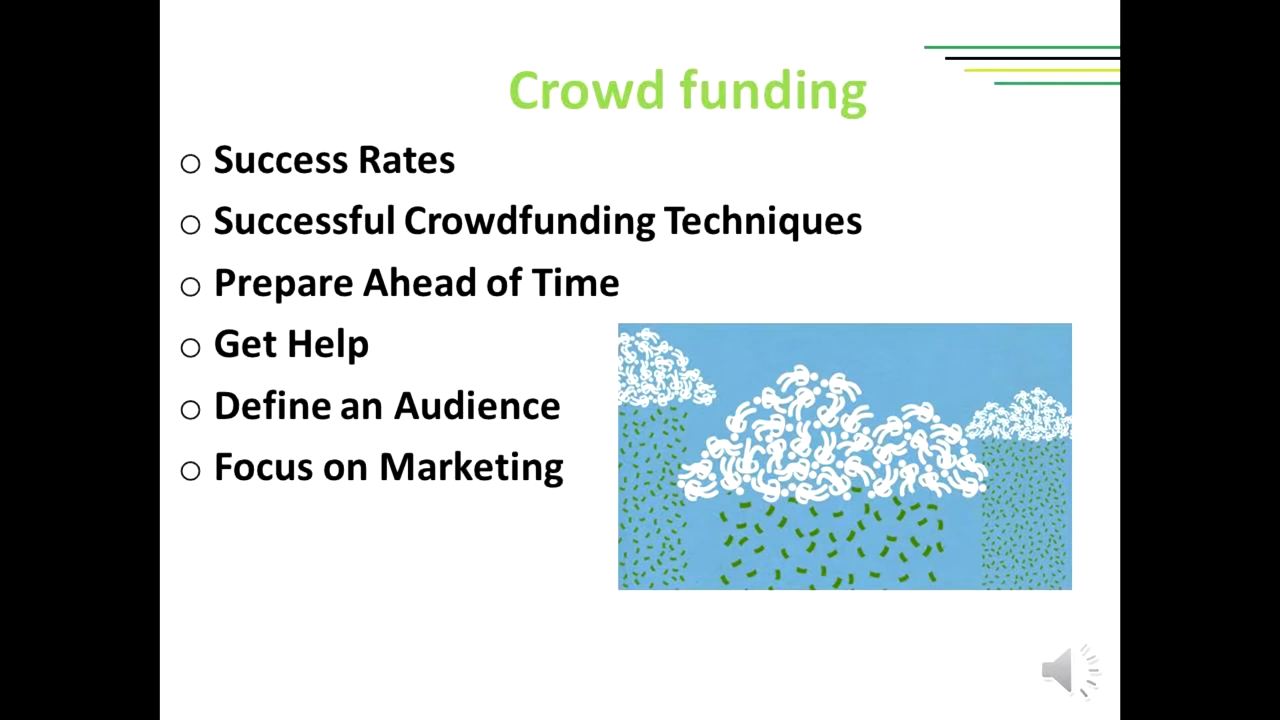 Crowd funding
Success Rates
Successful Crowdfunding Techniques
Prepare Ahead of Time
Get Help
Define an Audience
Focus on Marketing